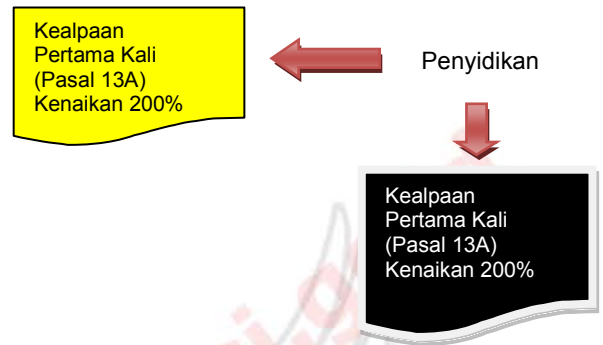 Kealpaan
Pertama Kali
(Pasal 13A)
Kenaikan 200%
Penyidikan
Kealpaan
Pertama Kali
(Pasal 13A)
Kenaikan 200%